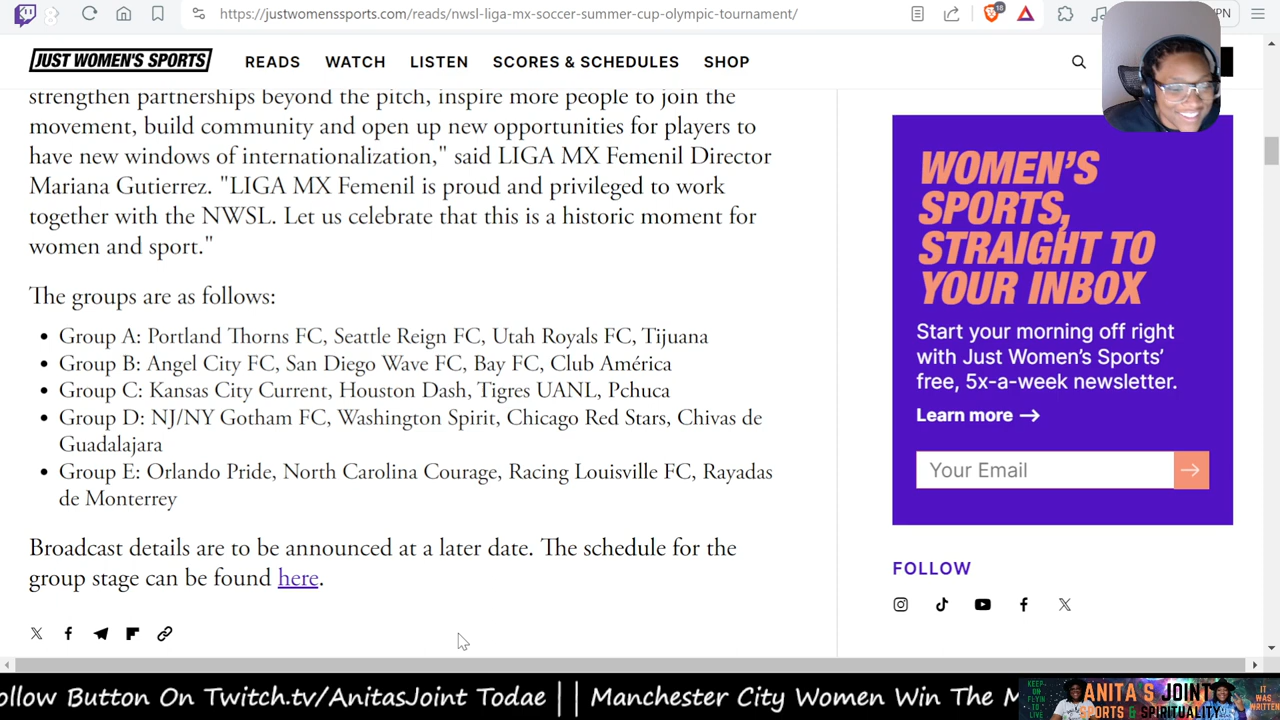 https://justwomenssports.com/reads/nwsl-liga-mx-soccer-summer-cup-olympic-tournament/
18
PN
JUST WOMEN'S SPORTS
READS
WATCH
LISTEN
SCORES & SCHEDULES
SHOP
strengthen partnerships beyond the pitch, inspire more people to join the
movement, build community and open up new opportunities for players to
have new windows of internationalization," said LIGA MX Femenil Director
Mariana Gutierrez. "LIGA MX Femenil is proud and privileged to work
together with the NWSL. Let us celebrate that this is a historic moment for
women and sport."
The groups are as follows:
• Group A: Portland Thorns FC, Seattle Reign FC, Utah Royals FC, Tijuana
• Group B: Angel City FC, San Diego Wave FC, Bay FC, Club América
• Group C: Kansas City Current, Houston Dash, Tigres UANL, Pchuca
• Group D: NJ/NY Gotham FC, Washington Spirit, Chicago Red Stars, Chivas de
Guadalajara
• Group E: Orlando Pride, North Carolina Courage, Racing Louisville FC, Rayadas
de Monterrey
Broadcast details are to be announced at a later date. The schedule for the
group stage can be found here.
WOMEN'S
SPORTS,
STRAIGHT TO
YOUR INBOX
Start your morning off right
with Just Women's Sports'
free, 5x-a-week newsletter.
Learn more →
Your Email
FOLLOW
ollow Button On Twitch.tv/AnitasJoint Todae | | Manchester City Women Win The M
KEEP
ON
FLYIN
TO
LIVE
ANITA'S JOINT
SPORTS & SPIRITUALITY
IT
WAS
WRITTEN